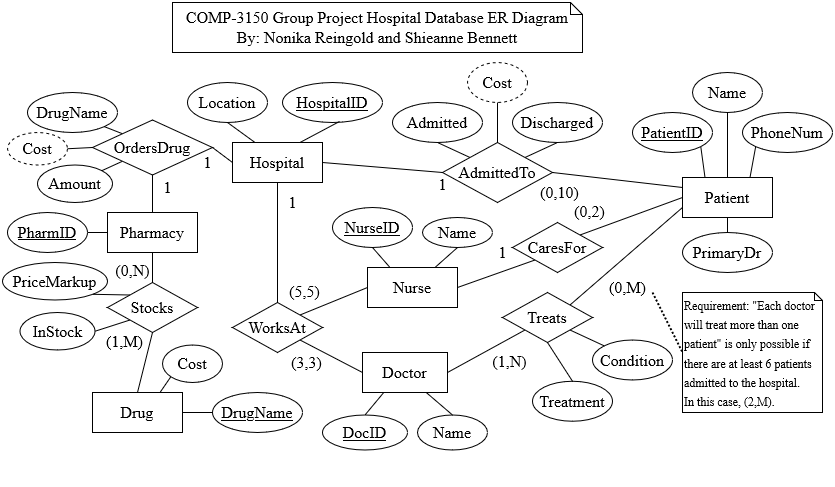 COMP-3150 Group Project Hospital Database ER Diagram
By: Nonika Reingold and Shieanne Bennett
Cost
Name
DrugName
Location
HospitalID
Admitted
Discharged
PatientID
PhoneNum
Cost
OrdersDrug
1
Hospital
AdmittedTo
Amount
1
1
(0,10)
Patient
1
(0,2)
PharmID
Pharmacy
NurseID
Name
CaresFor
1
PrimaryDr
(0,N)
PriceMarkup
Nurse
(0,M)
(5,5)
Stocks
InStock
WorksAt
Treats
(1,M)
(3,3)
(1,N)
Requirement: "Each doctor
will treat more than one
patient" is only possible if
there are at least 6 patients
admitted to the hospital.
In this case, (2,M).
Cost
Doctor
Condition
Drug
DrugName
Treatment
DocID
Name